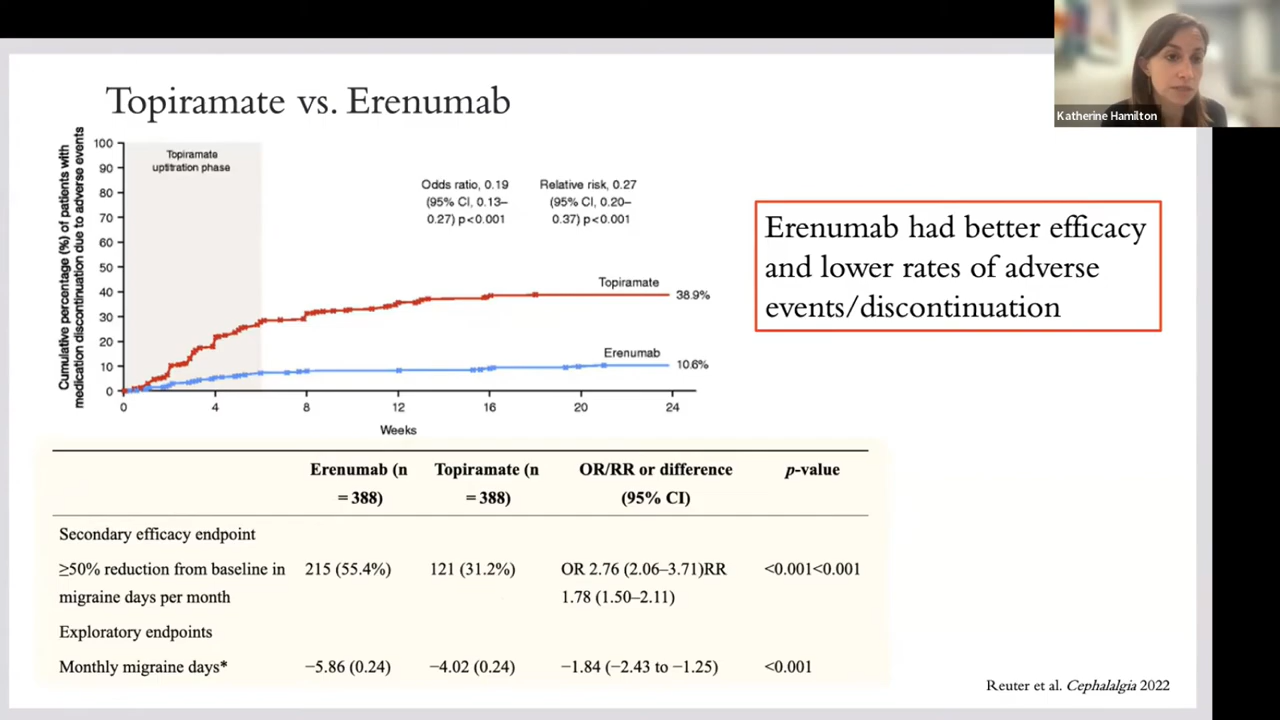 Katherine Hamilton
Topiramate vs. Erenumab
Cumulative percentage (%) of patients with
medication discontinuation due to adverse events
100
90
80
70
60
50
40
30
20
10
0
Topiramate
uptitration phase
Odds ratio, 0.19
(95% CI, 0.13–
0.27) p<0.001
Relative risk, 0.27
(95% CI, 0.20–
0.37) p<0.001
Topiramate
38.9%
Erenumab
10.6%
0 4 8 12 16 20 24
Weeks
Erenumab had better efficacy
and lower rates of adverse
events/discontinuation
Erenumab (n Topiramate (n OR/RR or difference p-value
= 388) = 388) (95% CI)
Secondary efficacy endpoint
≥50% reduction from baseline in 215 (55.4%) 121 (31.2%) OR 2.76 (2.06–3.71)RR <0.001<0.001
migraine days per month 1.78 (1.50–2.11)
Exploratory endpoints
Monthly migraine days* −5.86 (0.24) −4.02 (0.24) −1.84 (−2.43 to −1.25) <0.001
Reuter et al. Cephalalgia 2022